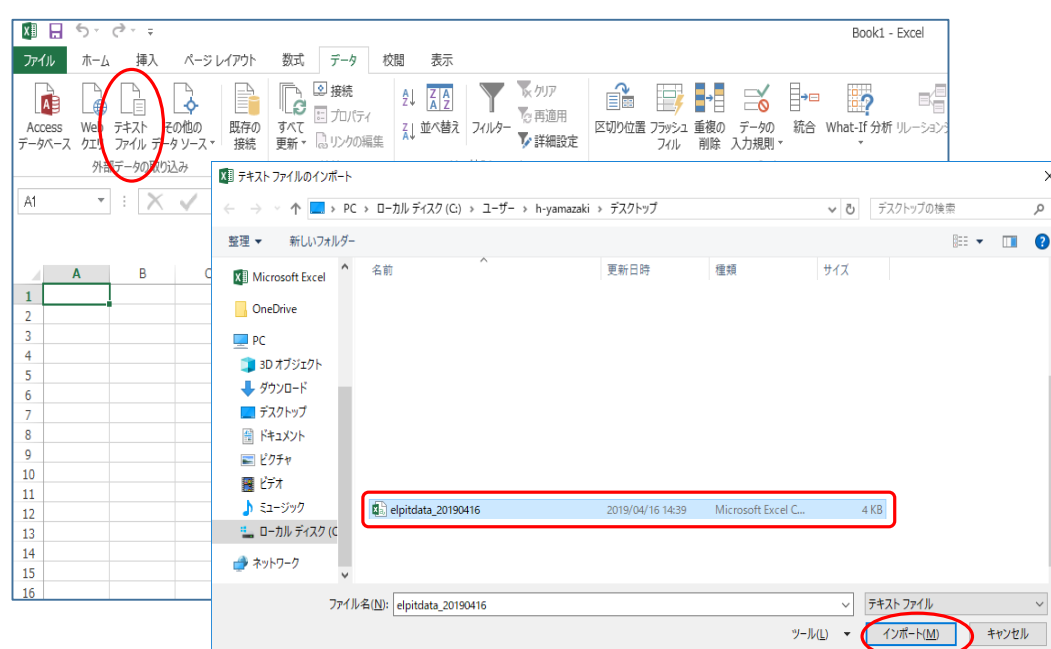 Book1 - Excel
ファイル ホーム 挿入 ページ レイアウト 数式 データ 校閲 表示
Access データベース
Web クエリ
テキスト ファイル
その他の データ ソース
既存の 接続
すべて 更新
接続
プロパティ
リンクの編集
並べ替え
フィルター
クリア
再適用
詳細設定
区切り位置
フラッシュ フィル
重複の 削除
データの 入力規則
統合
What-If 分析
外部データの取り込み
A1
A B
1
2
3
4
5
6
7
8
9
10
11
12
13
14
15
16
テキスト ファイルのインポート
PC › ローカル ディスク (C:) › ユーザー › h-yamazaki › デスクトップ
デスクトップの検索
整理 新しいフォルダー
名前 更新日時 種類 サイズ
Microsoft Excel
OneDrive
PC
3D オブジェクト
ダウンロード
デスクトップ
ドキュメント
ピクチャ
ビデオ
ミュージック
ローカル ディスク (C
ネットワーク
elpitdata_20190416 2019/04/16 14:39 Microsoft Excel C... 4 KB
ファイル名(N): elpitdata_20190416 テキスト ファイル
ツール(L) インポート(M) キャンセル